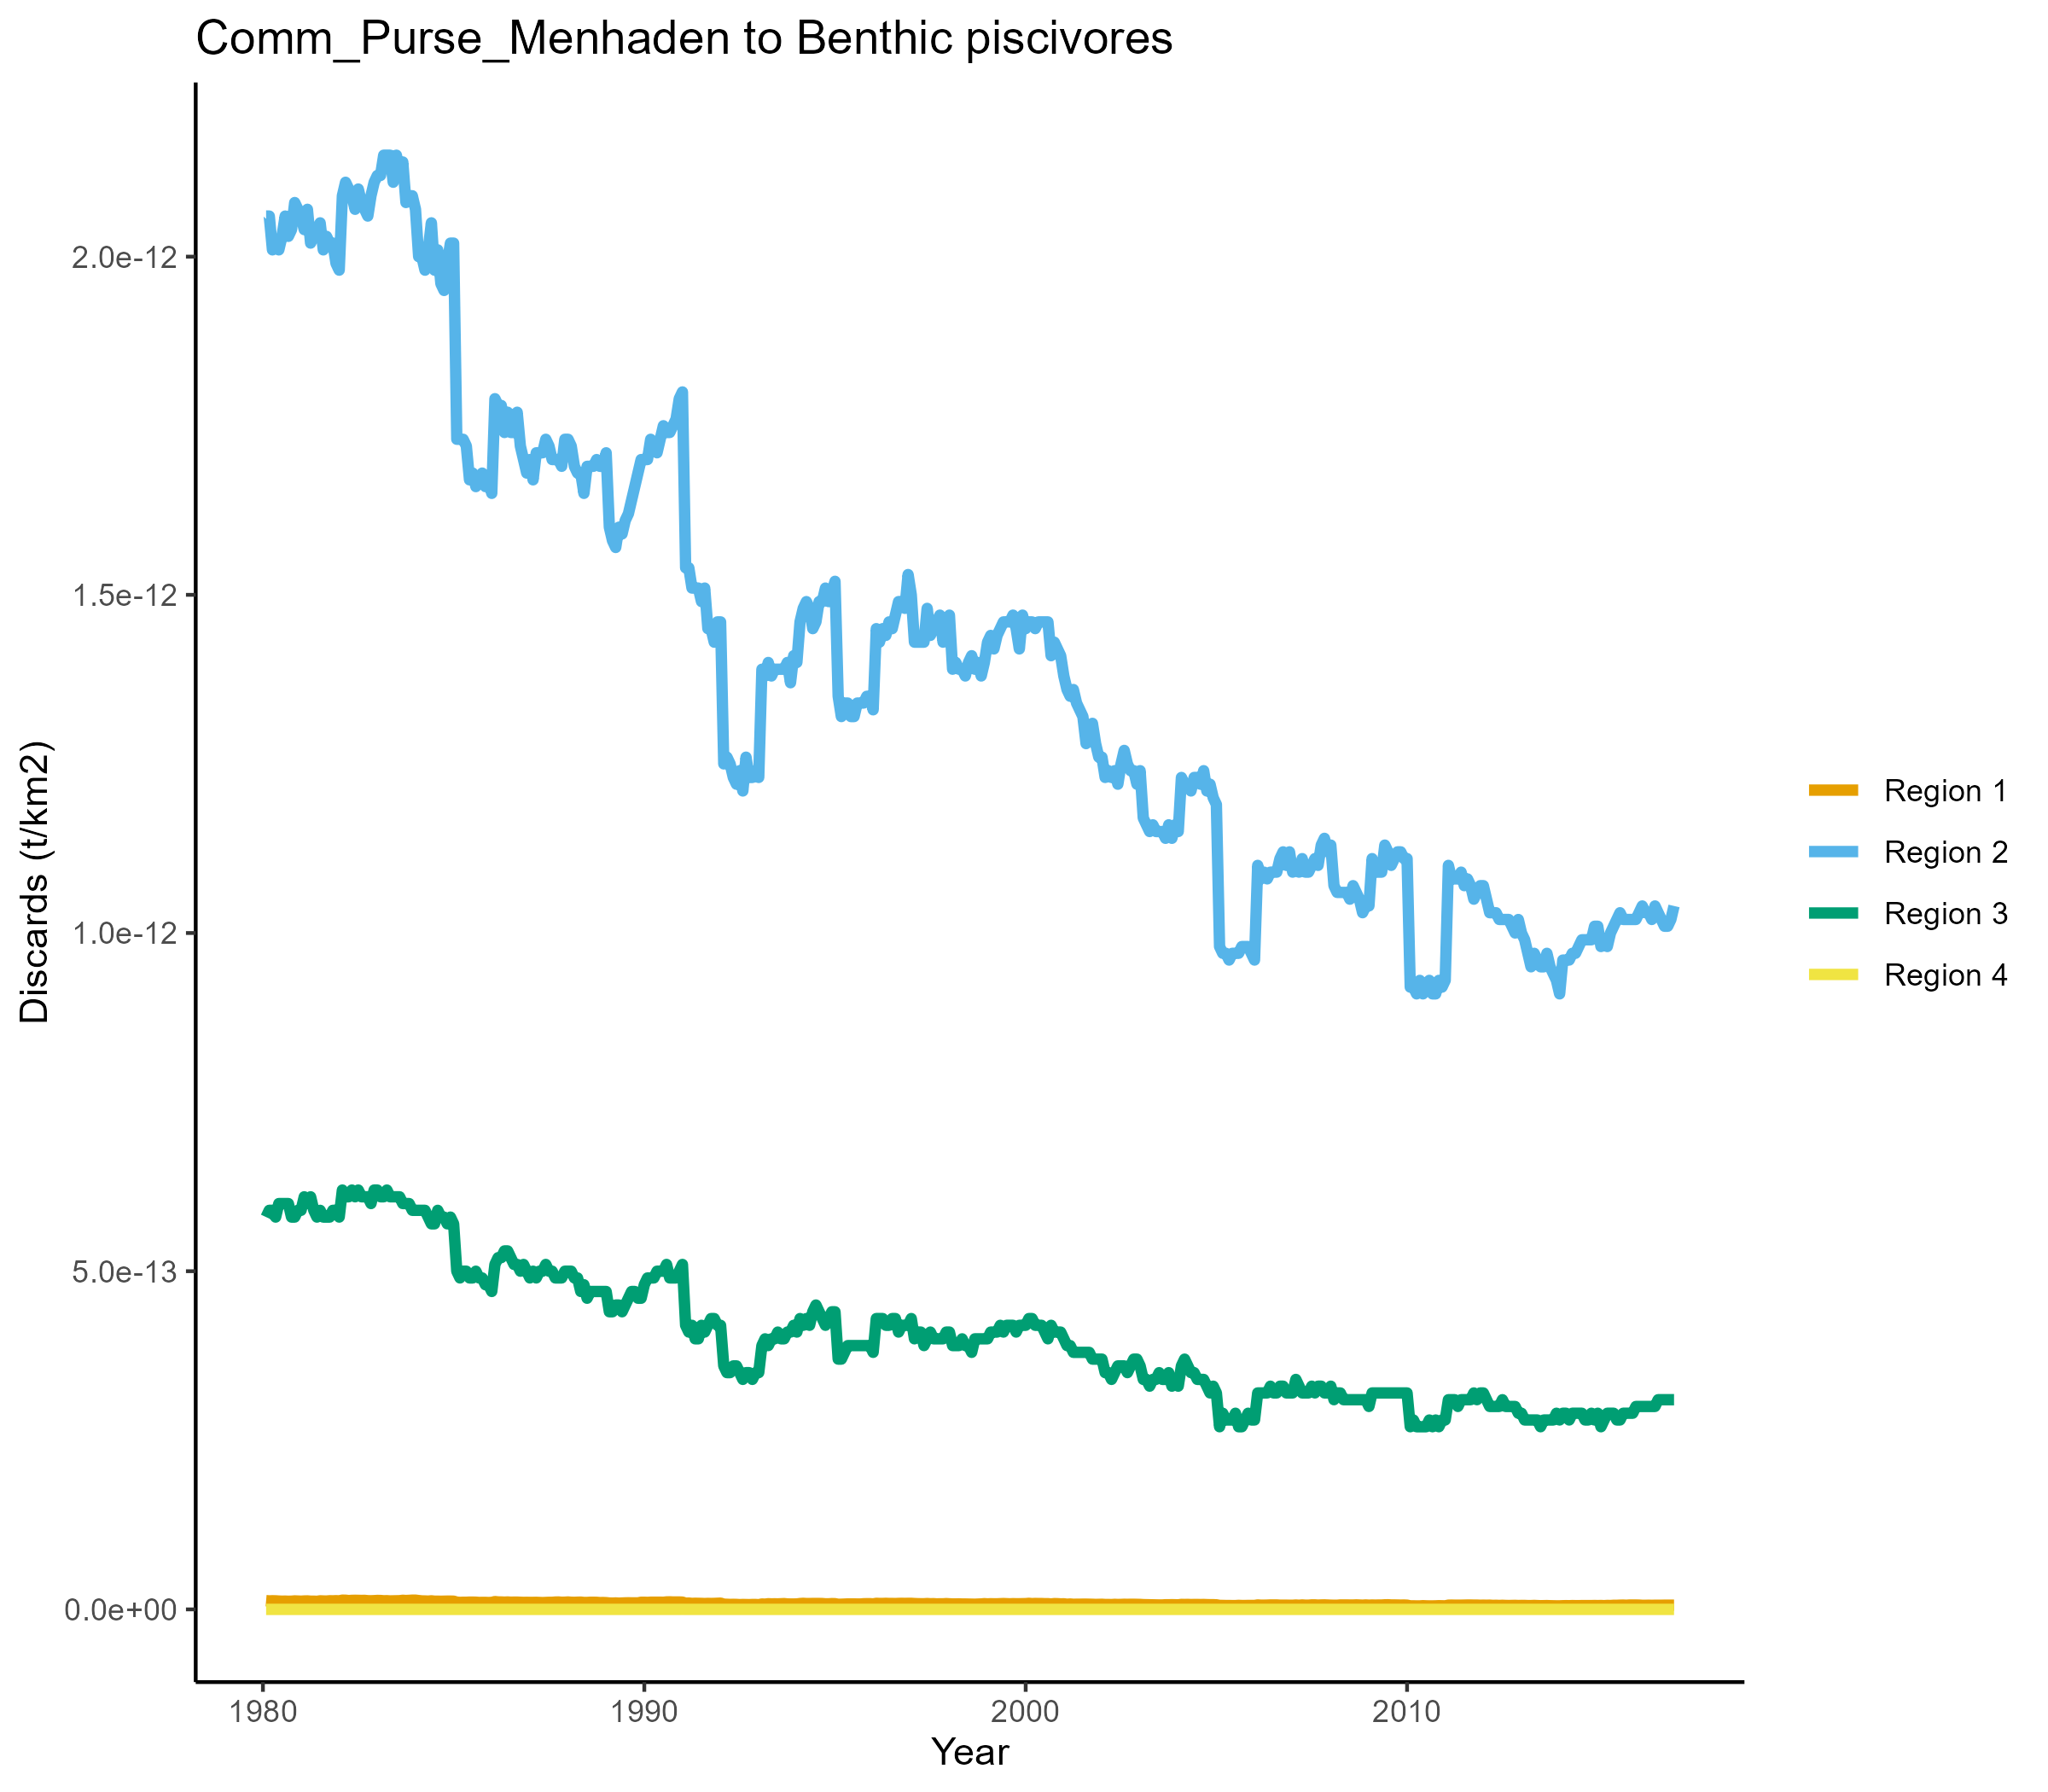 Comm_Purse_Menhaden to Benthic piscivores
Discards (t/km2)
2.0e-12
1.5e-12
1.0e-12
5.0e-13
0.0e+00
1980
1990
2000
2010
Year
Region 1
Region 2
Region 3
Region 4